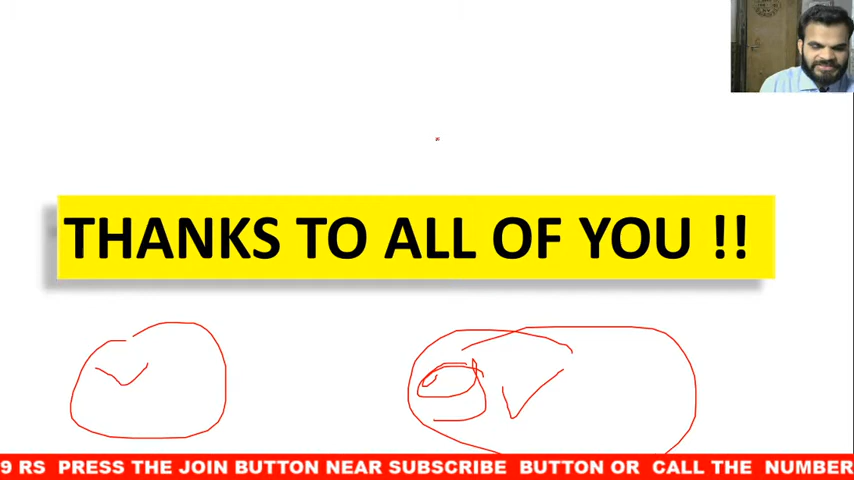 THANKS TO ALL OF YOU !!
9 RS PRESS THE JOIN BUTTON NEAR SUBSCRIBE BUTTON OR CALL THE NUMBER